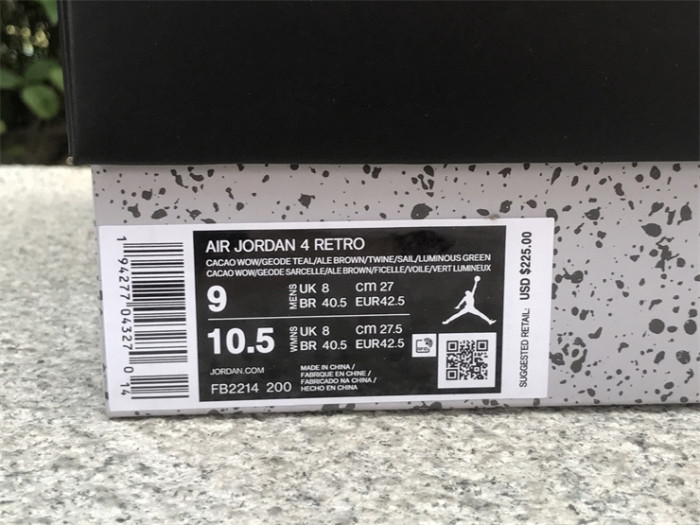 AIR JORDAN 4 RETRO
CACAO WOW/GEODE TEAL/ALE BROWN/TWINE/SAIL/LUMINOUS GREEN
CACAO WOW/GEODE SARCELLE/ALE BROWN/FICELLE/VOILE/VERT LUMINEUX
9 MENS UK 8 CM 27
BR 40.5 EUR42.5
10.5 WMNS UK 8 CM 27.5
BR 40.5 EUR42.5
JORDAN.COM
FB2214 200
MADE IN CHINA /
FABRIQUE EN CHINE /
FABRICADO NA CHINA /
HECHO EN CHINA
SUGGESTED RETAIL: USD $225.00
1 94277 04327 0 14